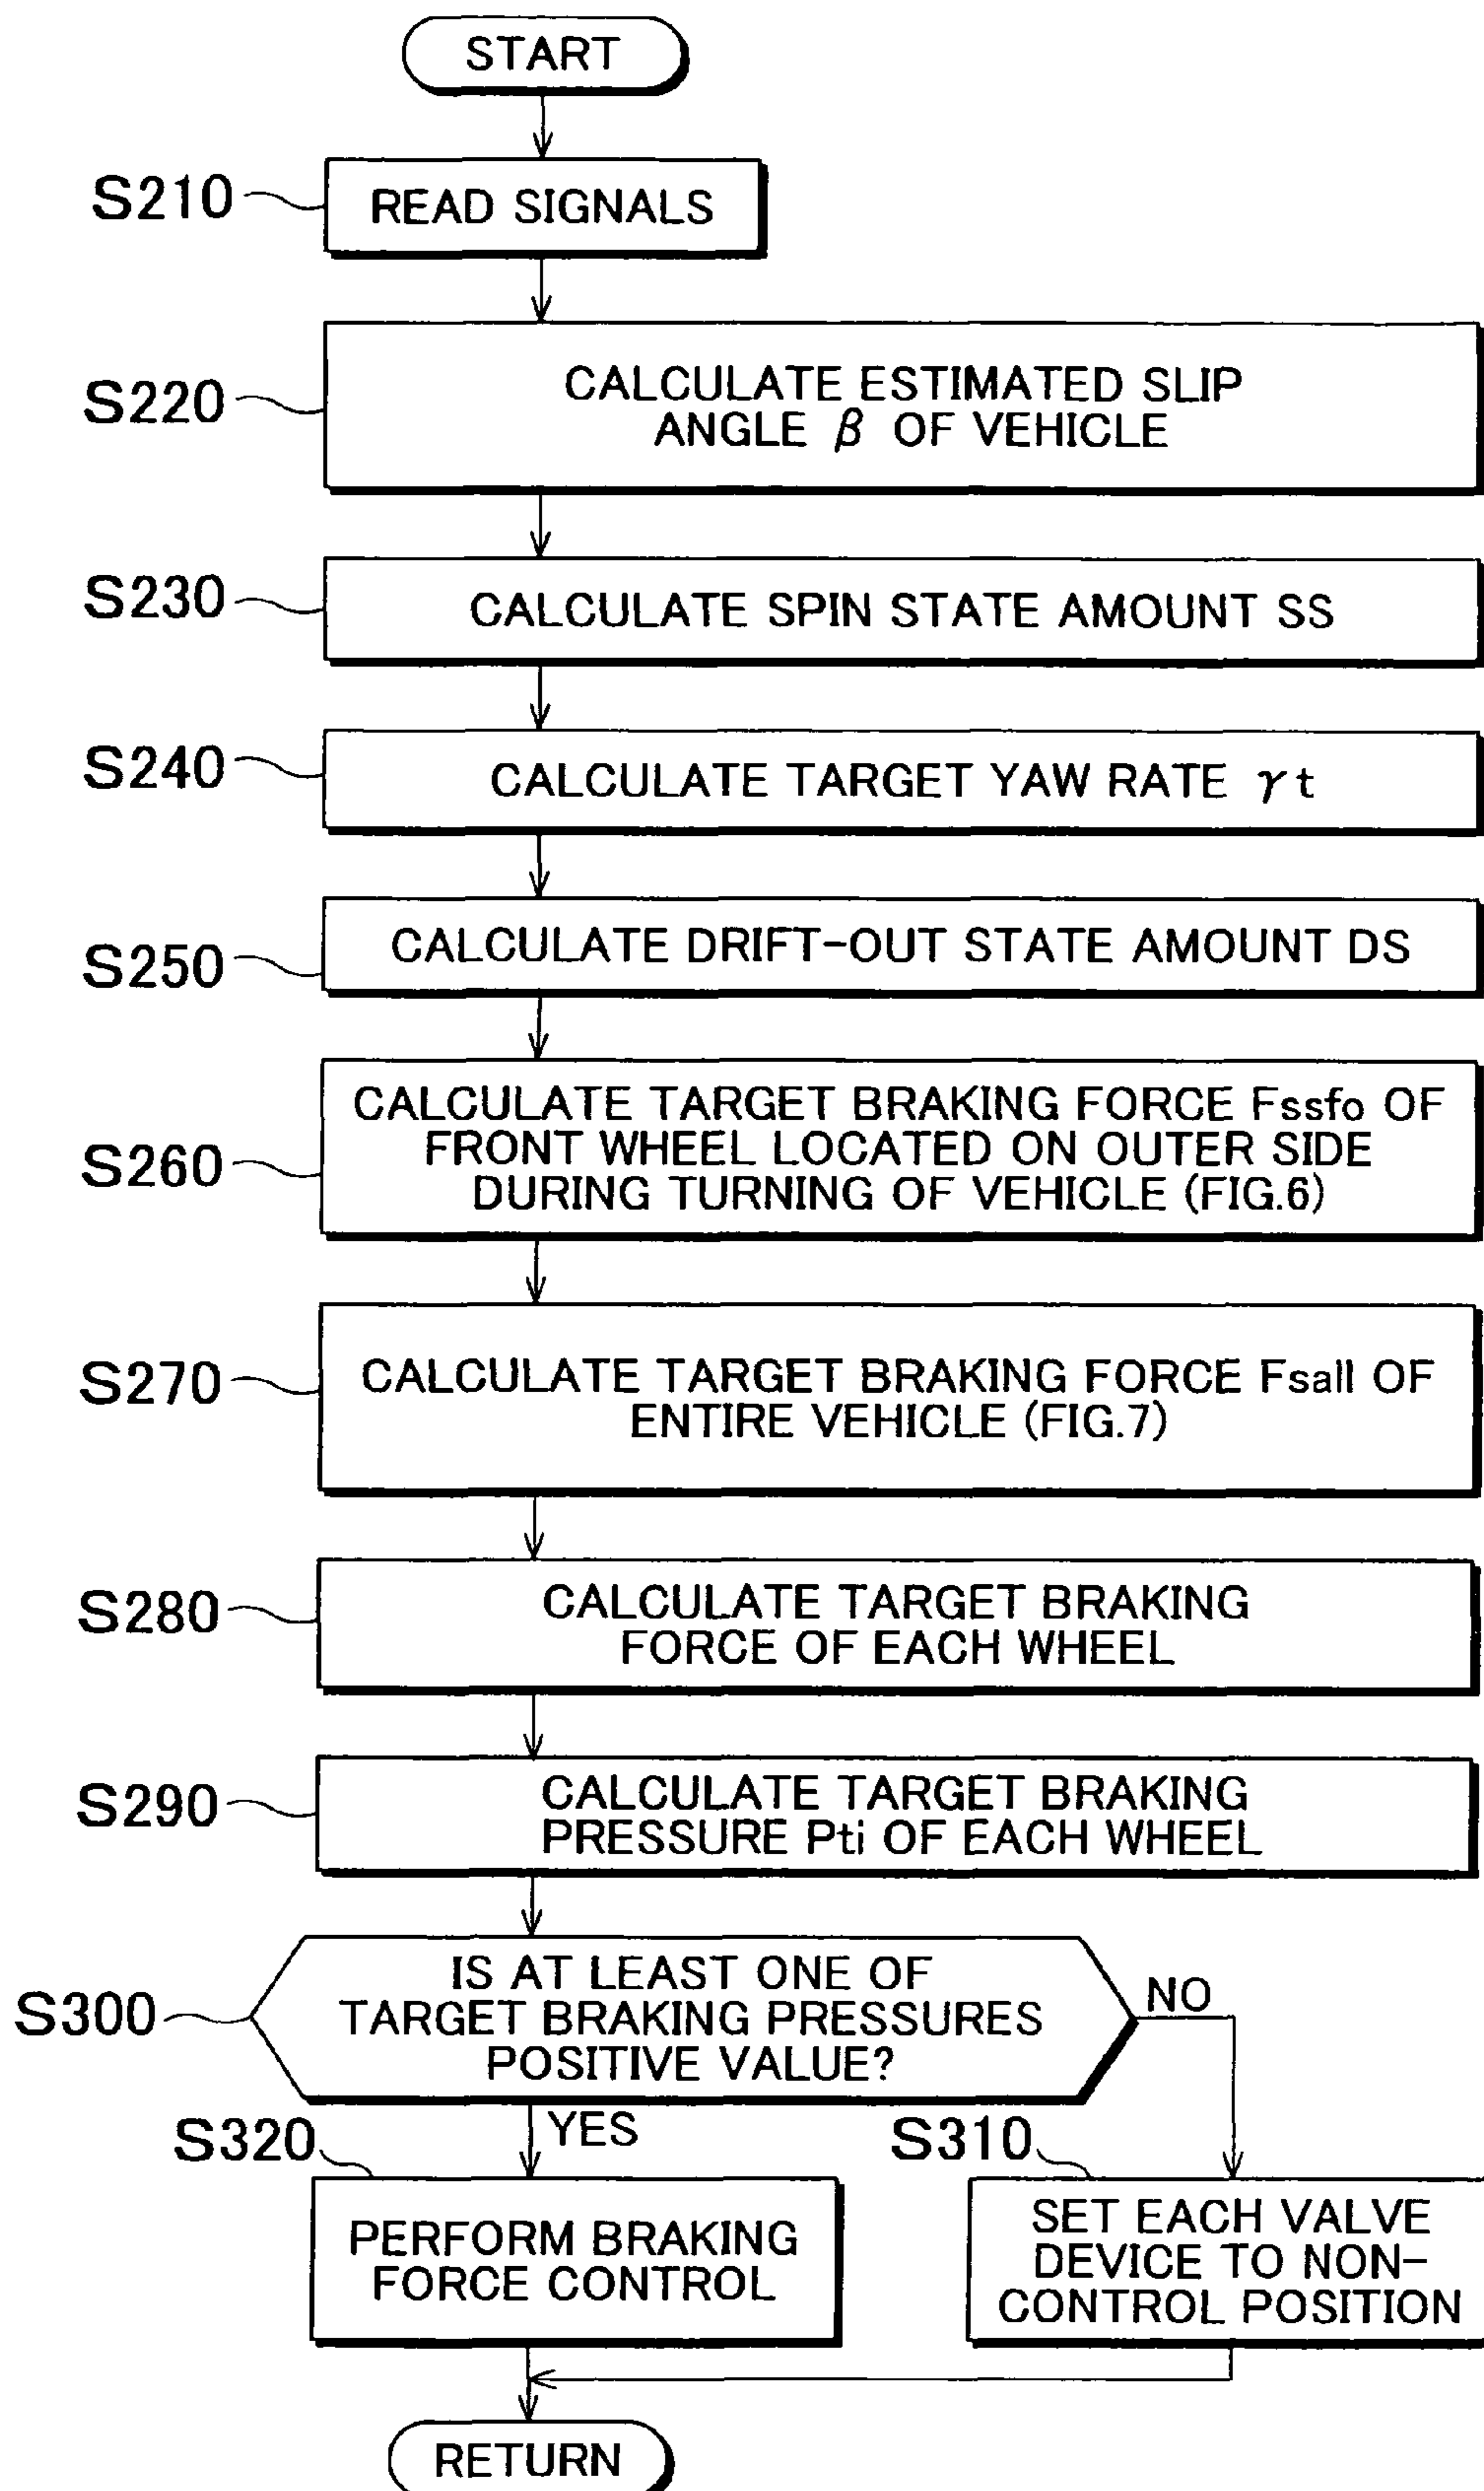 START
S210
READ SIGNALS
S220
CALCULATE ESTIMATED SLIP
ANGLE β OF VEHICLE
S230
CALCULATE SPIN STATE AMOUNT SS
S240
CALCULATE TARGET YAW RATE γt
S250
CALCULATE DRIFT-OUT STATE AMOUNT DS
S260
CALCULATE TARGET BRAKING FORCE Fssfo OF
FRONT WHEEL LOCATED ON OUTER SIDE
DURING TURNING OF VEHICLE (FIG.6)
S270
CALCULATE TARGET BRAKING FORCE Fsall OF
ENTIRE VEHICLE (FIG.7)
S280
CALCULATE TARGET BRAKING
FORCE OF EACH WHEEL
S290
CALCULATE TARGET BRAKING
PRESSURE Pti OF EACH WHEEL
S300
IS AT LEAST ONE OF
TARGET BRAKING PRESSURES
POSITIVE VALUE?
NO
YES
S320
PERFORM BRAKING
FORCE CONTROL
S310
SET EACH VALVE
DEVICE TO NON-
CONTROL POSITION
RETURN